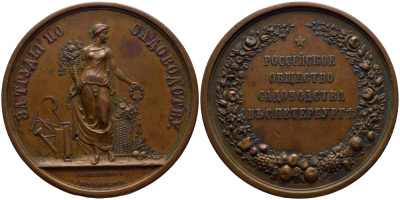 ЗА ТРУДЫ ПО САДОВОДСТВУ.
РОССІЙСКОЕ
ОБЩЕСТВО
САДОВОДСТВА
ВЪ С. ПЕТЕРБУРГѢ